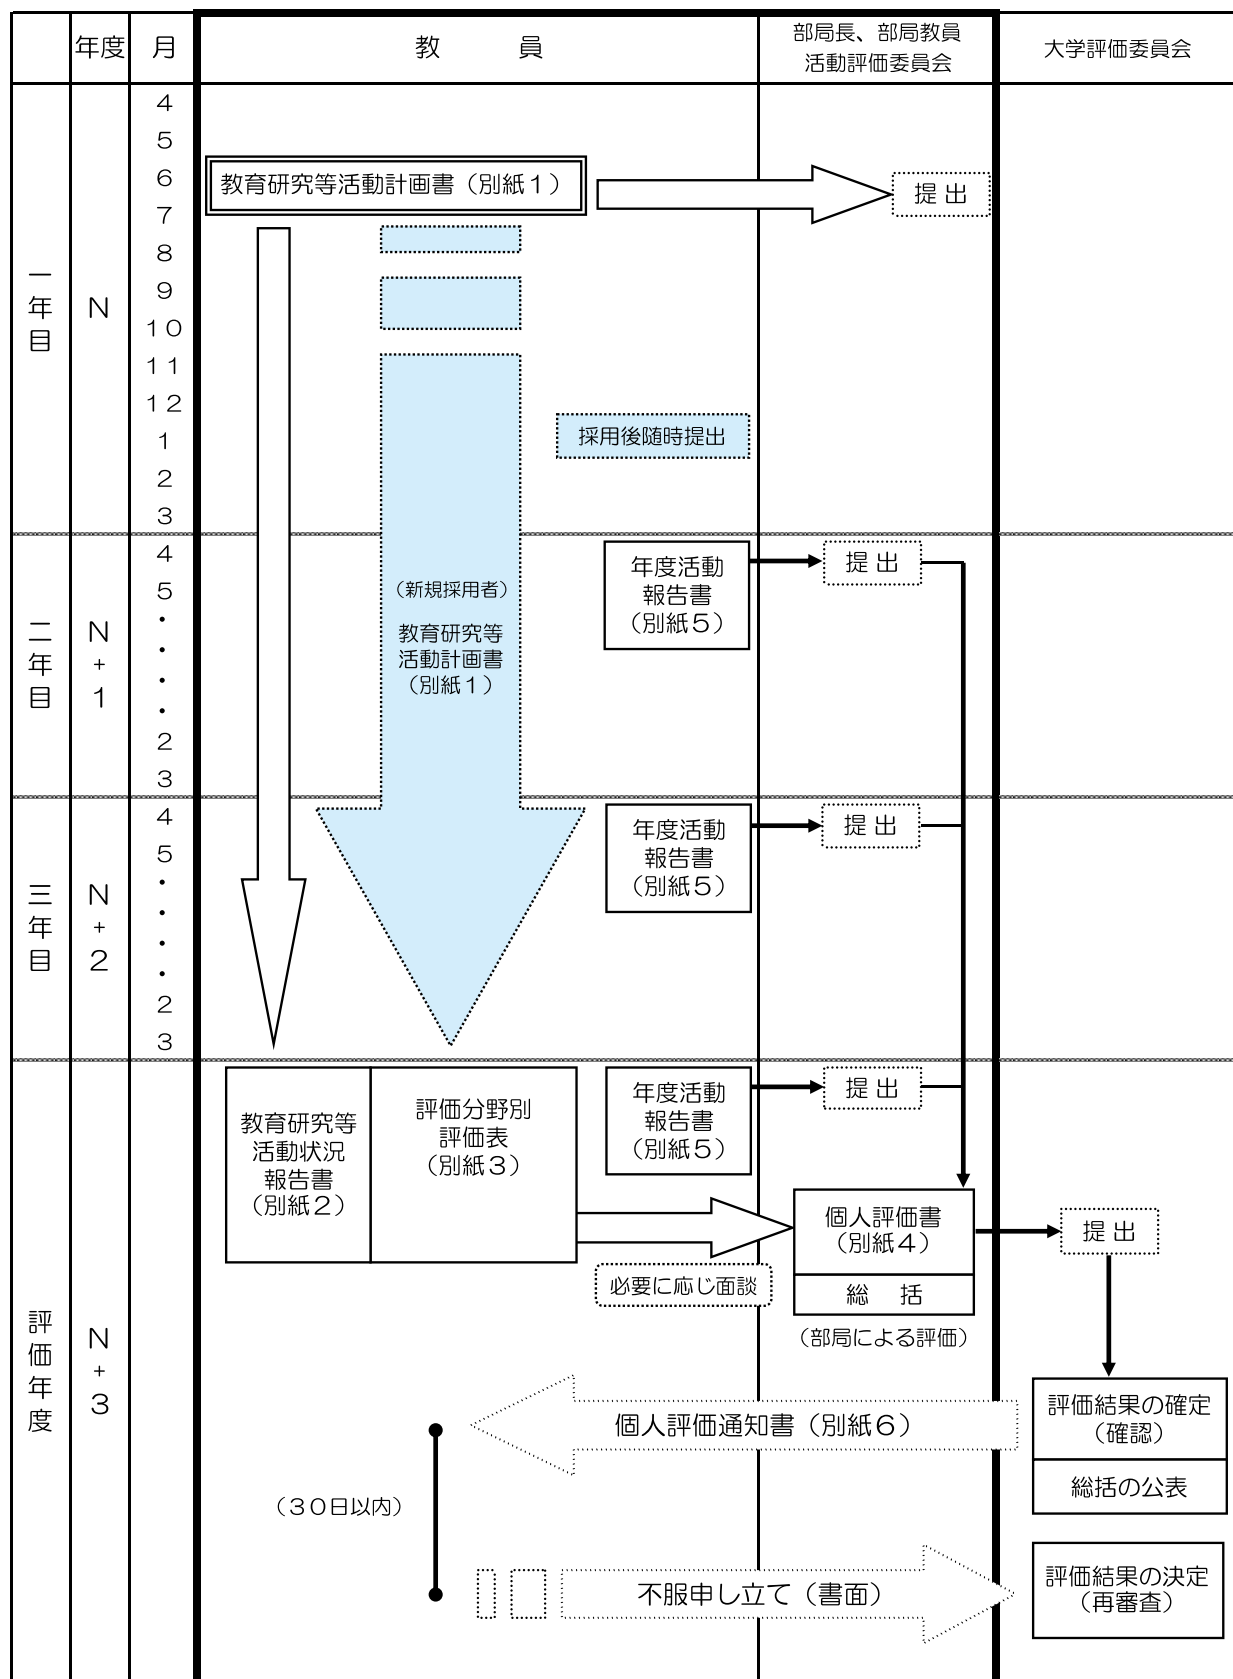 年度
月
教　員
部局長、部局教員
活動評価委員会
大学評価委員会
一年目
N
4
5
6
7
8
9
10
11
12
1
2
3
教育研究等活動計画書（別紙１）
提 出
採用後随時提出
二年目
N
+
1
4
5
・
・
・
・
2
3
（新規採用者）
教育研究等
活動計画書
（別紙１）
年度活動
報告書
（別紙５）
提 出
三年目
N
+
2
4
5
・
・
・
・
2
3
年度活動
報告書
（別紙５）
提 出
評価年度
N
+
3
教育研究等
活動状況
報告書
（別紙２）
評価分野別
評価表
（別紙３）
年度活動
報告書
（別紙５）
提 出
個人評価書
（別紙４）
総　括
（部局による評価）
必要に応じ面談
提 出
評価結果の確定
（確認）
総括の公表
個人評価通知書（別紙６）
（３０日以内）
不服申し立て（書面）
評価結果の決定
（再審査）